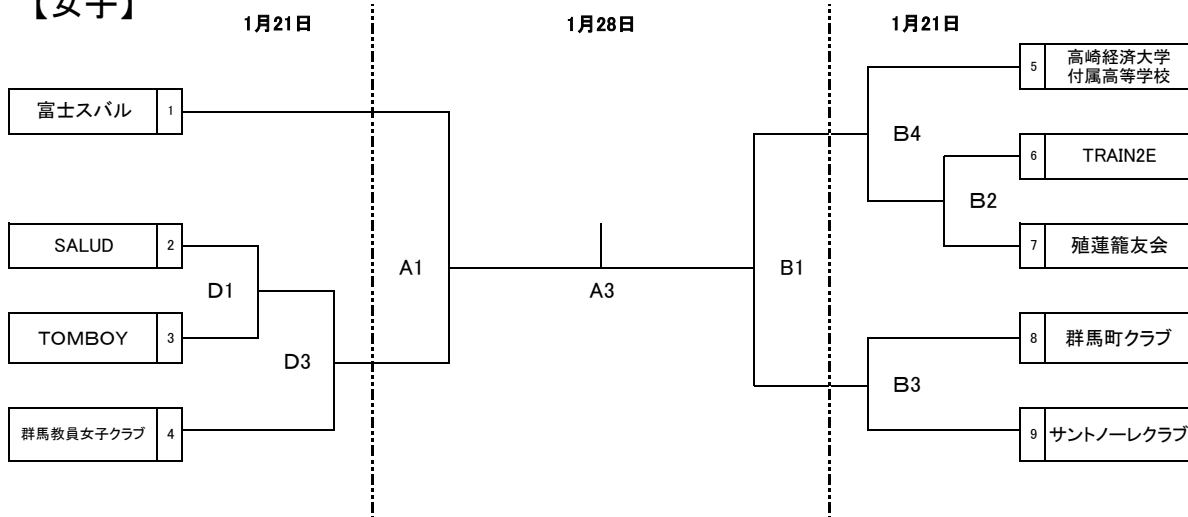 【女子】
1月21日
1月28日
1月21日
富士スバル 1
SALUD 2
D1
TOMBOY 3
D3
群馬教員女子クラブ 4
A1
A3
B1
5 高崎経済大学
付属高等学校
B4
6 TRAIN2E
B2
7 殖蓮籠友会
8 群馬町クラブ
B3
9 サントノーレクラブ